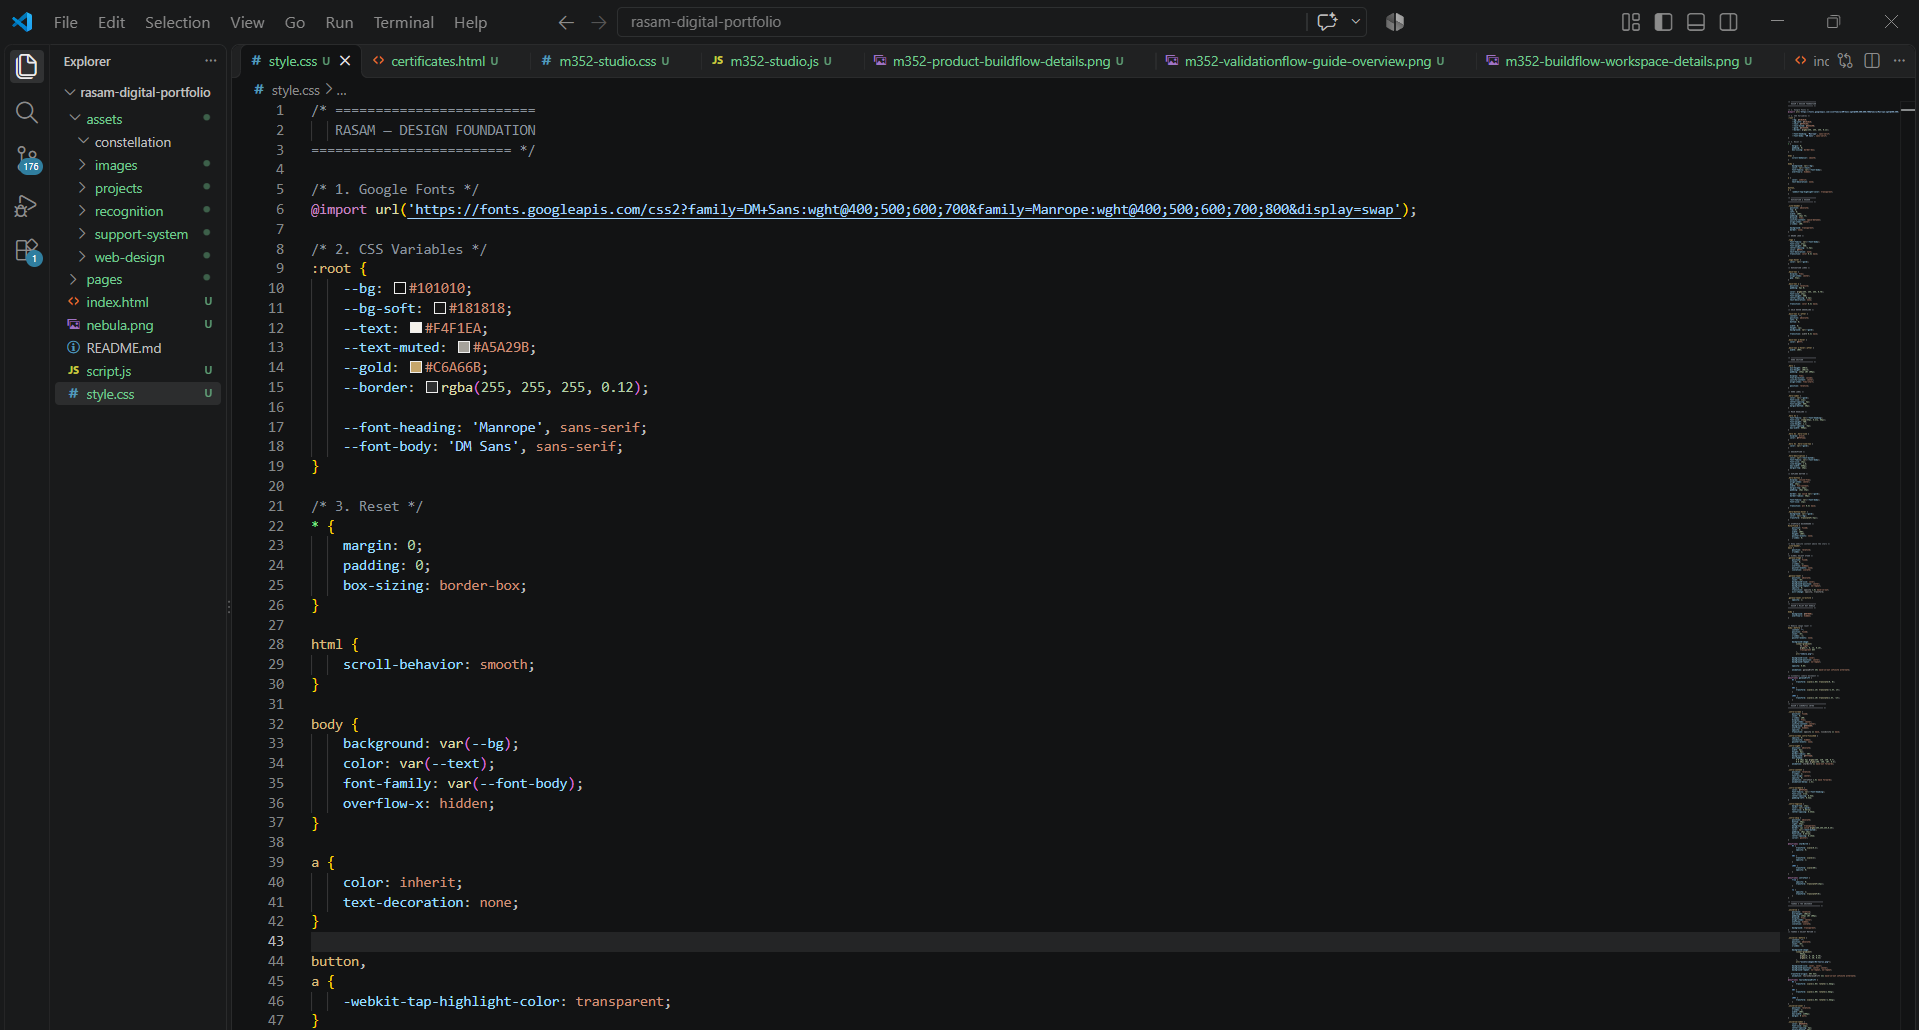 File Edit Selection View Go Run Terminal Help
rasam-digital-portfolio
Explorer
style.css U
certificates.html U
m352-studio.css U
m352-studio.js U
m352-product-buildflow-details.png U
m352-validationflow-guide-overview.png U
m352-buildflow-workspace-details.png U
inc
rasam-digital-portfolio
assets
constellation
images
projects
recognition
support-system
web-design
pages
index.html U
nebula.png U
README.md
JS script.js U
# style.css U
176
1
# style.css > ...
1 /* =========================
2 RASAM — DESIGN FOUNDATION
3 ========================= */
4
5 /* 1. Google Fonts */
6 @import url('https://fonts.googleapis.com/css2?family=DM+Sans:wght@400;500;600;700&family=Manrope:wght@400;500;600;700;800&display=swap');
7
8 /* 2. CSS Variables */
9 :root {
10 --bg: #101010;
11 --bg-soft: #181818;
12 --text: #F4F1EA;
13 --text-muted: #A5A29B;
14 --gold: #C6A66B;
15 --border: rgba(255, 255, 255, 0.12);
16
17 --font-heading: 'Manrope', sans-serif;
18 --font-body: 'DM Sans', sans-serif;
19 }
20
21 /* 3. Reset */
22 * {
23 margin: 0;
24 padding: 0;
25 box-sizing: border-box;
26 }
27
28 html {
29 scroll-behavior: smooth;
30 }
31
32 body {
33 background: var(--bg);
34 color: var(--text);
35 font-family: var(--font-body);
36 overflow-x: hidden;
37 }
38
39 a {
40 color: inherit;
41 text-decoration: none;
42 }
43
44 button,
45 a {
46 -webkit-tap-highlight-color: transparent;
47 }